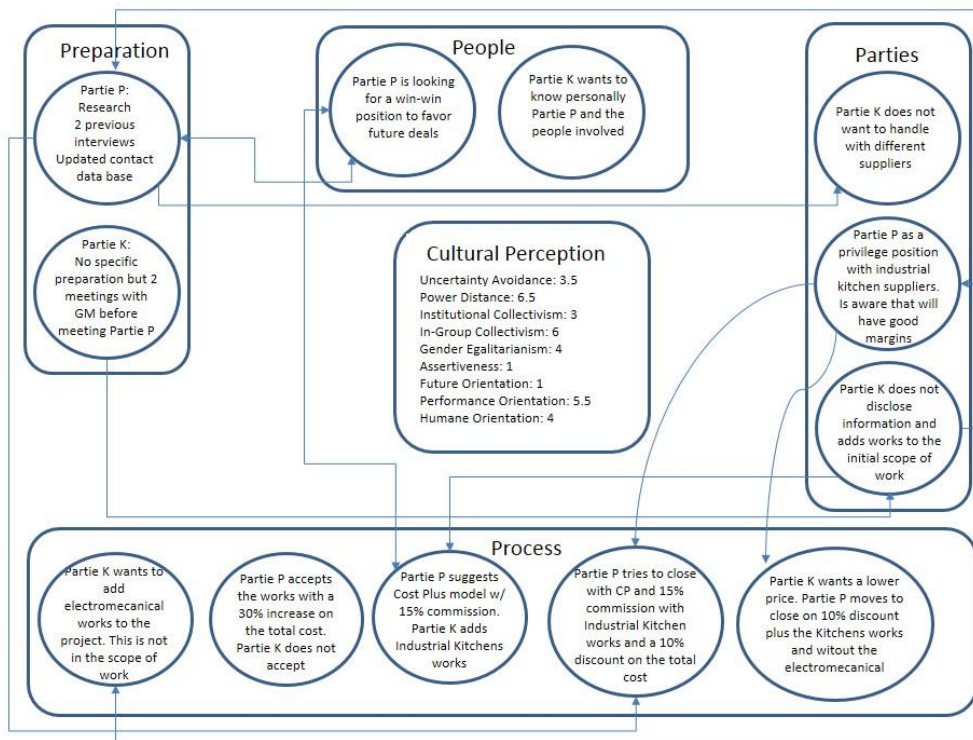 Preparation
Partie P:
Research
2 previous
interviews
Updated contact
data base
Partie K:
No specific
preparation but 2
meetings with
GM before
meeting Partie P
People
Partie P is looking
for a win-win
position to favor
future deals
Partie K wants to
know personally
Partie P and the
people involved
Parties
Partie K does not
want to handle
with different
suppliers
Partie P as a
privilege position
with industrial
kitchen suppliers.
Is aware that will
have good
margins
Partie K does not
disclose
information and
adds works to the
initial scope of
work
Cultural Perception
Uncertainty Avoidance: 3.5
Power Distance: 6.5
Institutional Collectivism: 3
In-Group Collectivism: 6
Gender Egalitarianism: 4
Assertiveness: 1
Future Orientation: 1
Performance Orientation: 5.5
Humane Orientation: 4
Process
Partie K wants to
add
electromecanical
works to the
project. This is not
in the scope of
work
Partie P accepts
the works with a
30% increase on
the total cost.
Partie K does not
accept
Partie P suggests
Cost Plus model w/
15% commission.
Partie K adds
Industrial Kitchens
works
Partie P tries to close
with CP and 15%
commission with
Industrial Kitchen
works and a 10%
discount on the total
cost
Partie K wants a lower
price. Partie P moves to
close on 10% discount
plus the Kitchens works
and witout the
electromecanical